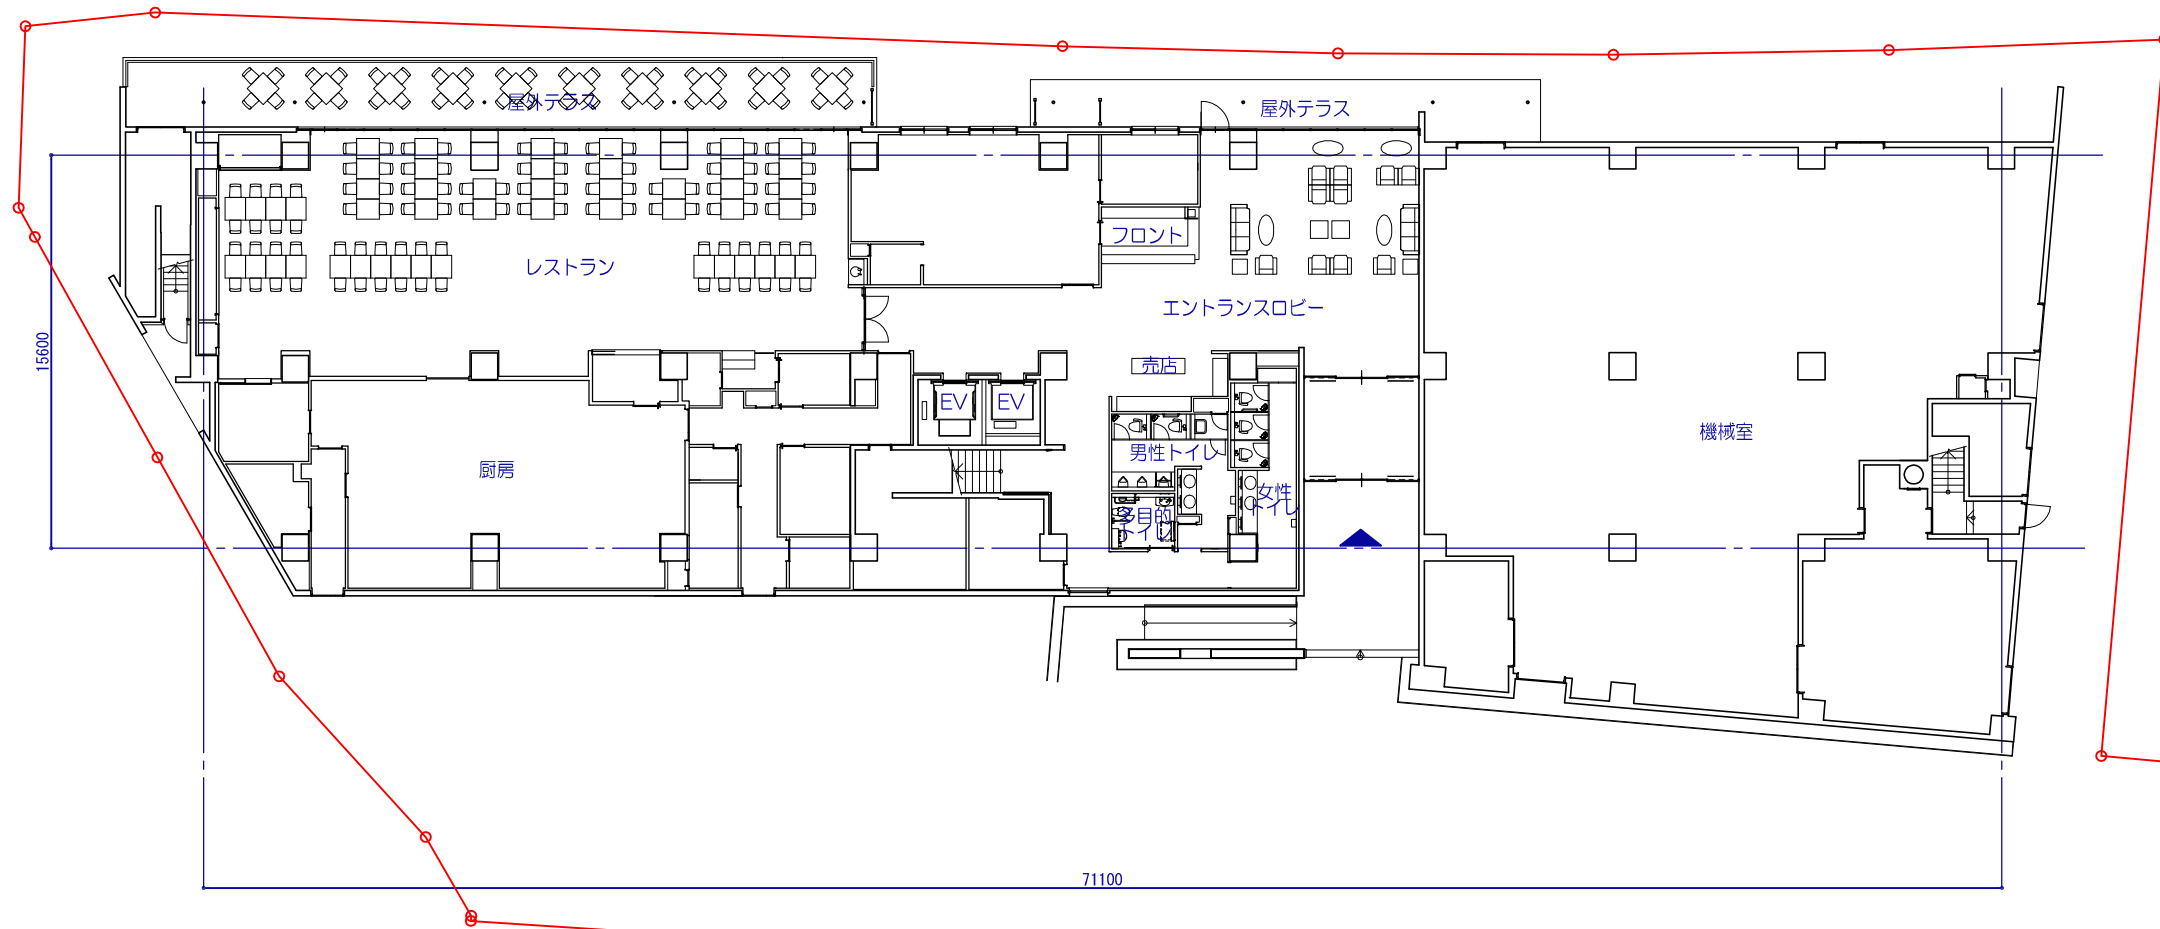 屋外テラス
屋外テラス
フロント
レストラン
エントランスロビー
15600
売店
EV
EV
機械室
男性トイレ
厨房
女性
トイレ
多目的
トイレ
71100